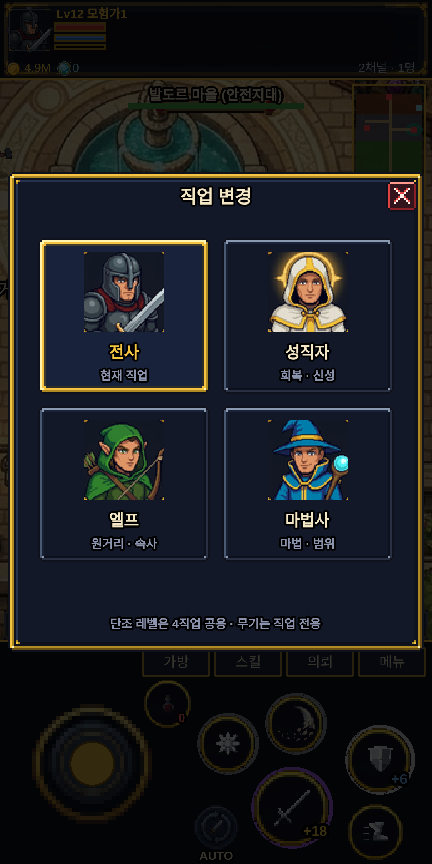 Lv12 모험가1
4.9M 0
2채널 · 1명
발도르 마을 (안전지대)
직업 변경
전사
현재 직업
성직자
회복 · 신성
엘프
원거리 · 속사
마법사
마법 · 범위
단조 레벨은 4직업 공용 · 무기는 직업 전용
가방
스킬
의뢰
메뉴
0
+6
+18
AUTO